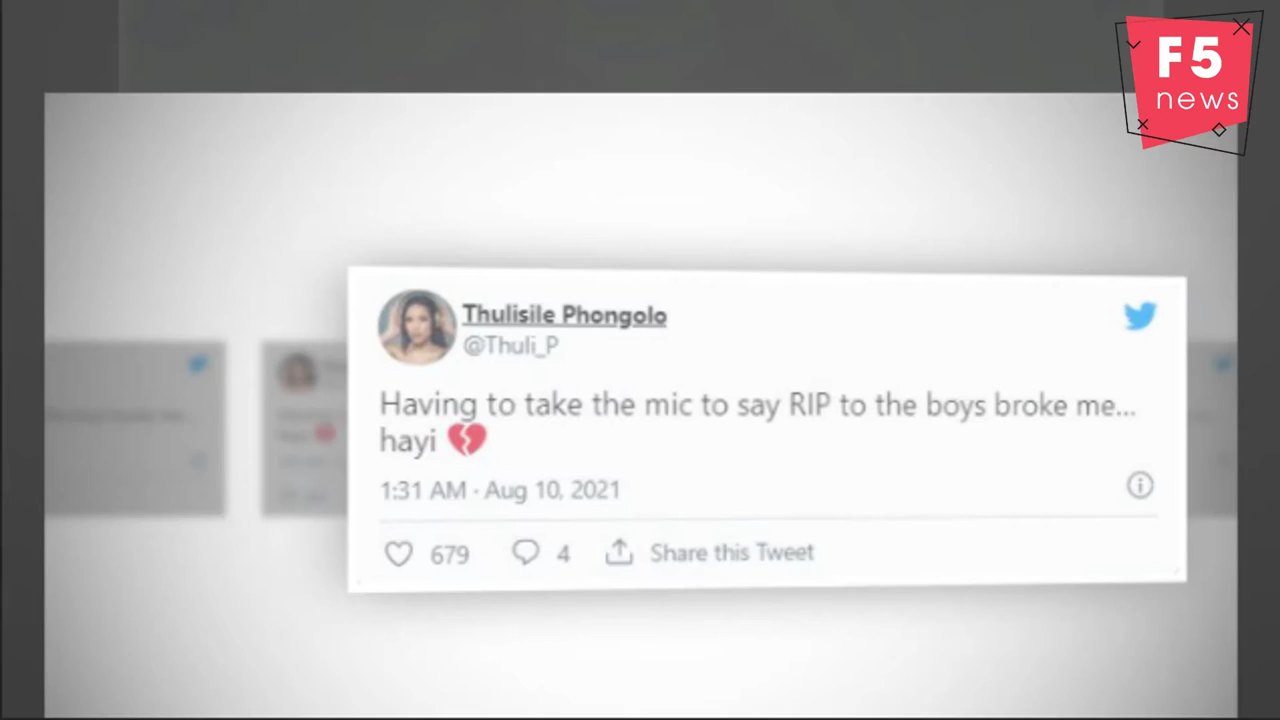 F5
news
Thulisile Phongolo
@Thuli_P
Having to take the mic to say RIP to the boys broke me...
hayi 💔
1:31 AM · Aug 10, 2021
679 4 Share this Tweet